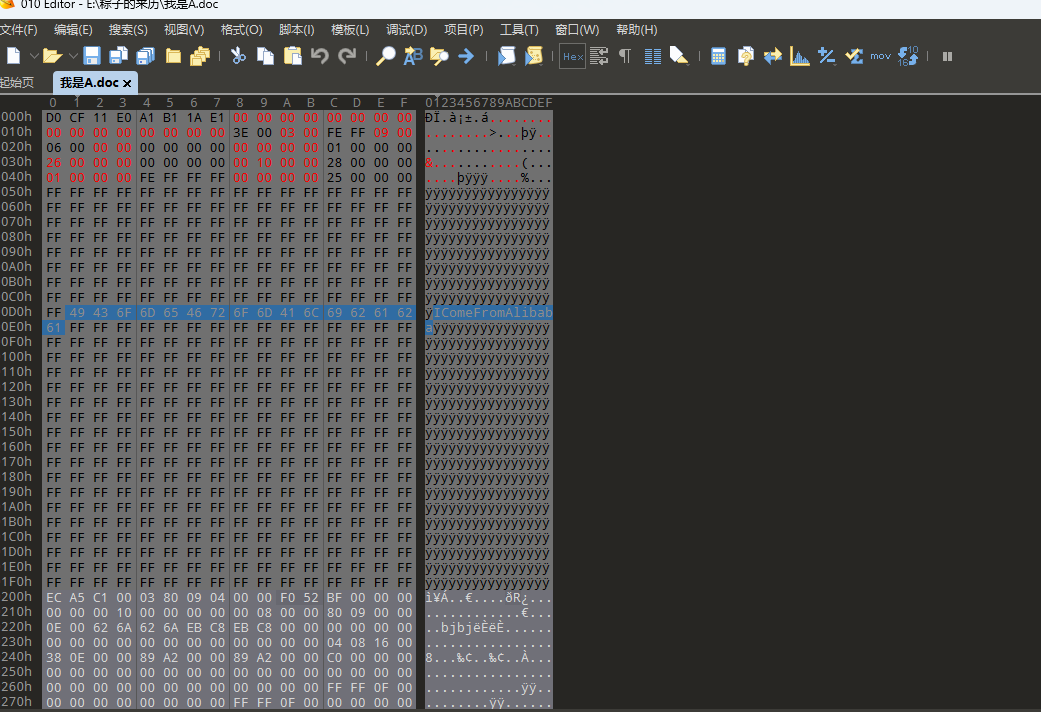 010 Editor - E:\粽子的来历\我是A.doc
文件(F) 编辑(E) 搜索(S) 视图(V) 格式(O) 脚本(I) 模板(L) 调试(D) 项目(P) 工具(T) 窗口(W) 帮助(H)
Hex mov
起始页 我是A.doc ×
0 1 2 3 4 5 6 7 8 9 A B C D E F 0123456789ABCDEF
000h D0 CF 11 E0 A1 B1 1A E1 00 00 00 00 00 00 00 00 ÐÏ.à¡±.á........
010h 00 00 00 00 00 00 00 00 3E 00 03 00 FE FF 09 00 ........>...þÿ..
020h 06 00 00 00 00 00 00 00 00 00 00 00 01 00 00 00 ................
030h 26 00 00 00 00 00 00 00 00 10 00 00 28 00 00 00 &...........(...
040h 01 00 00 00 FE FF FF FF 00 00 00 00 25 00 00 00 ....þÿÿÿ....%...
050h FF FF FF FF FF FF FF FF FF FF FF FF FF FF FF FF ÿÿÿÿÿÿÿÿÿÿÿÿÿÿÿÿ
060h FF FF FF FF FF FF FF FF FF FF FF FF FF FF FF FF ÿÿÿÿÿÿÿÿÿÿÿÿÿÿÿÿ
070h FF FF FF FF FF FF FF FF FF FF FF FF FF FF FF FF ÿÿÿÿÿÿÿÿÿÿÿÿÿÿÿÿ
080h FF FF FF FF FF FF FF FF FF FF FF FF FF FF FF FF ÿÿÿÿÿÿÿÿÿÿÿÿÿÿÿÿ
090h FF FF FF FF FF FF FF FF FF FF FF FF FF FF FF FF ÿÿÿÿÿÿÿÿÿÿÿÿÿÿÿÿ
0A0h FF FF FF FF FF FF FF FF FF FF FF FF FF FF FF FF ÿÿÿÿÿÿÿÿÿÿÿÿÿÿÿÿ
0B0h FF FF FF FF FF FF FF FF FF FF FF FF FF FF FF FF ÿÿÿÿÿÿÿÿÿÿÿÿÿÿÿÿ
0C0h FF FF FF FF FF FF FF FF FF FF FF FF FF FF FF FF ÿÿÿÿÿÿÿÿÿÿÿÿÿÿÿÿ
0D0h FF 49 43 6F 6D 65 46 72 6F 6D 41 6C 69 62 61 62 ÿIComeFromAlibab
0E0h 61 FF FF FF FF FF FF FF FF FF FF FF FF FF FF FF aÿÿÿÿÿÿÿÿÿÿÿÿÿÿÿ
0F0h FF FF FF FF FF FF FF FF FF FF FF FF FF FF FF FF ÿÿÿÿÿÿÿÿÿÿÿÿÿÿÿÿ
100h FF FF FF FF FF FF FF FF FF FF FF FF FF FF FF FF ÿÿÿÿÿÿÿÿÿÿÿÿÿÿÿÿ
110h FF FF FF FF FF FF FF FF FF FF FF FF FF FF FF FF ÿÿÿÿÿÿÿÿÿÿÿÿÿÿÿÿ
120h FF FF FF FF FF FF FF FF FF FF FF FF FF FF FF FF ÿÿÿÿÿÿÿÿÿÿÿÿÿÿÿÿ
130h FF FF FF FF FF FF FF FF FF FF FF FF FF FF FF FF ÿÿÿÿÿÿÿÿÿÿÿÿÿÿÿÿ
140h FF FF FF FF FF FF FF FF FF FF FF FF FF FF FF FF ÿÿÿÿÿÿÿÿÿÿÿÿÿÿÿÿ
150h FF FF FF FF FF FF FF FF FF FF FF FF FF FF FF FF ÿÿÿÿÿÿÿÿÿÿÿÿÿÿÿÿ
160h FF FF FF FF FF FF FF FF FF FF FF FF FF FF FF FF ÿÿÿÿÿÿÿÿÿÿÿÿÿÿÿÿ
170h FF FF FF FF FF FF FF FF FF FF FF FF FF FF FF FF ÿÿÿÿÿÿÿÿÿÿÿÿÿÿÿÿ
180h FF FF FF FF FF FF FF FF FF FF FF FF FF FF FF FF ÿÿÿÿÿÿÿÿÿÿÿÿÿÿÿÿ
190h FF FF FF FF FF FF FF FF FF FF FF FF FF FF FF FF ÿÿÿÿÿÿÿÿÿÿÿÿÿÿÿÿ
1A0h FF FF FF FF FF FF FF FF FF FF FF FF FF FF FF FF ÿÿÿÿÿÿÿÿÿÿÿÿÿÿÿÿ
1B0h FF FF FF FF FF FF FF FF FF FF FF FF FF FF FF FF ÿÿÿÿÿÿÿÿÿÿÿÿÿÿÿÿ
1C0h FF FF FF FF FF FF FF FF FF FF FF FF FF FF FF FF ÿÿÿÿÿÿÿÿÿÿÿÿÿÿÿÿ
1D0h FF FF FF FF FF FF FF FF FF FF FF FF FF FF FF FF ÿÿÿÿÿÿÿÿÿÿÿÿÿÿÿÿ
1E0h FF FF FF FF FF FF FF FF FF FF FF FF FF FF FF FF ÿÿÿÿÿÿÿÿÿÿÿÿÿÿÿÿ
1F0h FF FF FF FF FF FF FF FF FF FF FF FF FF FF FF FF ÿÿÿÿÿÿÿÿÿÿÿÿÿÿÿÿ
200h EC A5 C1 00 03 80 09 04 00 00 F0 52 BF 00 00 00 ì¥Á..€....ðR¿...
210h 00 00 00 10 00 00 00 00 00 08 00 00 80 09 00 00 ............€...
220h 0E 00 62 6A 62 6A EB C8 EB C8 00 00 00 00 00 00 ..bjbjëÈëÈ......
230h 00 00 00 00 00 00 00 00 00 00 00 00 04 08 16 00 ................
240h 38 0E 00 00 89 A2 00 00 89 A2 00 00 C0 00 00 00 8...‰¢..‰¢..À...
250h 00 00 00 00 00 00 00 00 00 00 00 00 00 00 00 00 ................
260h 00 00 00 00 00 00 00 00 00 00 00 00 FF FF 0F 00 ............ÿÿ..
270h 00 00 00 00 00 00 00 00 FF FF 0F 00 00 00 00 00 ........ÿÿ......